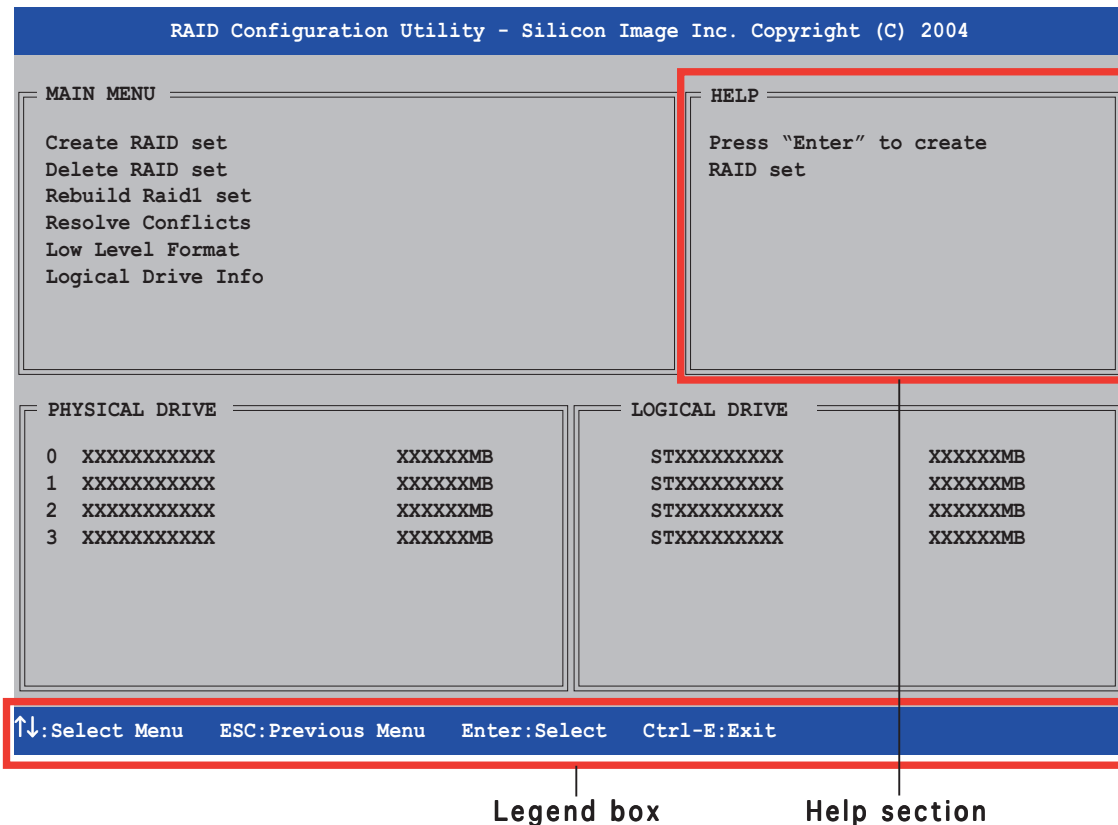 RAID Configuration Utility - Silicon Image Inc. Copyright (C) 2004
MAIN MENU
Create RAID set
Delete RAID set
Rebuild Raid1 set
Resolve Conflicts
Low Level Format
Logical Drive Info
HELP
Press “Enter” to create
RAID set
PHYSICAL DRIVE
0 XXXXXXXXXXX XXXXXXMB
1 XXXXXXXXXXX XXXXXXMB
2 XXXXXXXXXXX XXXXXXMB
3 XXXXXXXXXXX XXXXXXMB
LOGICAL DRIVE
STXXXXXXXXX XXXXXXMB
STXXXXXXXXX XXXXXXMB
STXXXXXXXXX XXXXXXMB
STXXXXXXXXX XXXXXXMB
↑↓:Select Menu ESC:Previous Menu Enter:Select Ctrl-E:Exit
Legend box Help section